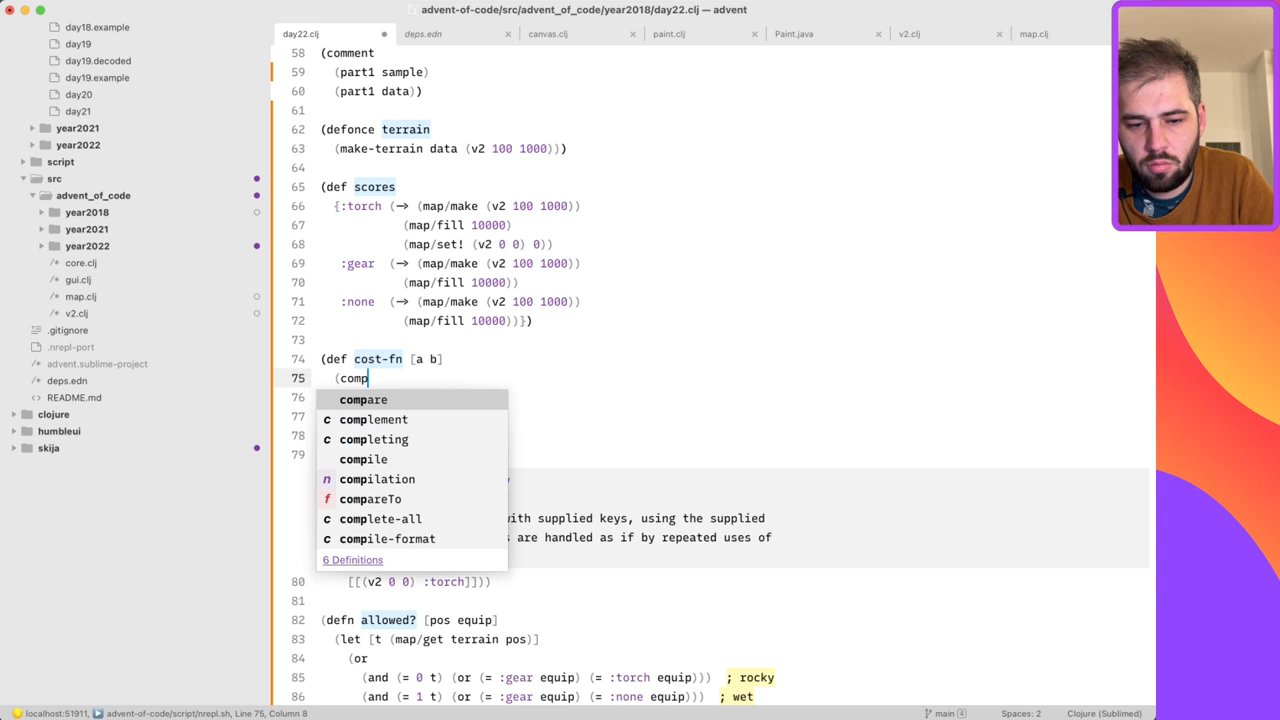 advent-of-code/src/advent_of_code/year2018/day22.clj — advent
day18.example
day19
day19.decoded
day19.example
day20
day21
year2021
year2022
script
src
advent_of_code
year2018
year2021
year2022
/* core.clj
/* gui.clj
/* map.clj
/* v2.clj
.gitignore
.nrepl-port
advent.sublime-project
deps.edn
README.md
clojure
humbleui
skija
day22.clj
deps.edn
canvas.clj
paint.clj
Paint.java
v2.clj
map.clj
58 (comment
59 (part1 sample)
60 (part1 data))
61
62 (defonce terrain
63 (make-terrain data (v2 100 1000)))
64
65 (def scores
66 {:torch (-> (map/make (v2 100 1000))
67 (map/fill 10000)
68 (map/set! (v2 0 0) 0))
69 :gear (-> (map/make (v2 100 1000))
70 (map/fill 10000))
71 :none (-> (map/make (v2 100 1000))
72 (map/fill 10000))})
73
74 (def cost-fn [a b]
75 (comp
76
77
78
79
compare
c complement
c completing
compile
n compilation
f compareTo
c complete-all
c compile-format
6 Definitions
with supplied keys, using the supplied
s are handled as if by repeated uses of
80 [[(v2 0 0) :torch]]))
81
82 (defn allowed? [pos equip]
83 (let [t (map/get terrain pos)]
84 (or
85 (and (= 0 t) (or (= :gear equip) (= :torch equip))) ; rocky
86 (and (= 1 t) (or (= :gear equip) (= :none equip))) ; wet
localhost:51911, advent-of-code/script/nrepl.sh, Line 75, Column 8
main 4
Spaces: 2
Clojure (Sublimed)